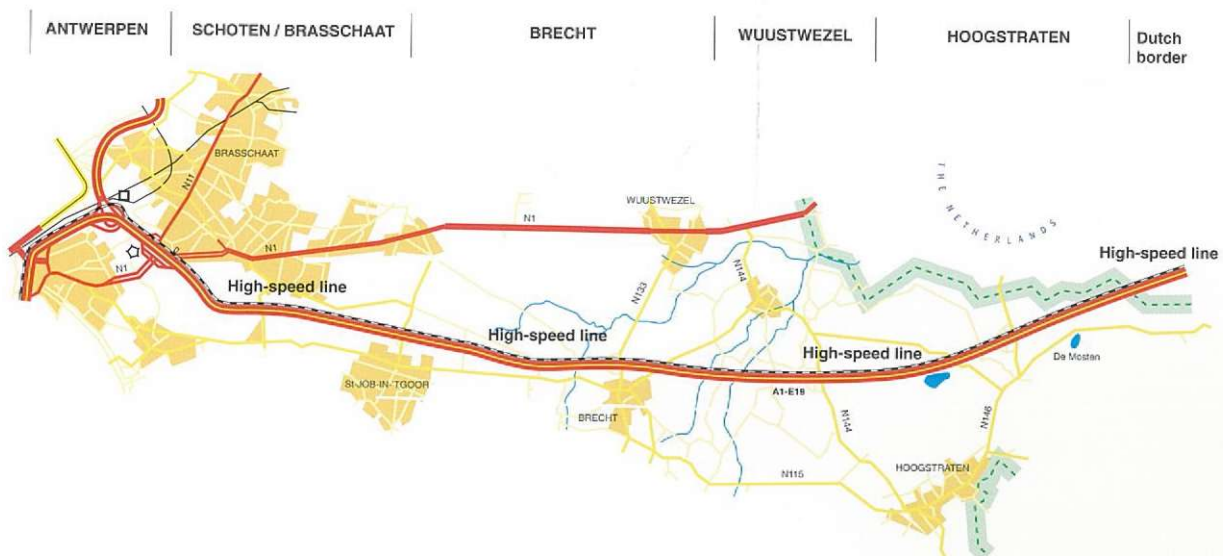 ANTWERPEN
SCHOTEN / BRASSCHAAT
BRECHT
WUUSTWEZEL
HOOGSTRATEN
Dutch
border
BRASSCHAAT
N11
WUUSTWEZEL
THE NETHERLANDS
N1
N1
N1
High-speed line
N144
N133
High-speed line
High-speed line
High-speed line
De Mosten
St-JOB-IN-'TGOOR
A1-E19
BRECHT
N144
N146
HOOGSTRATEN
N115